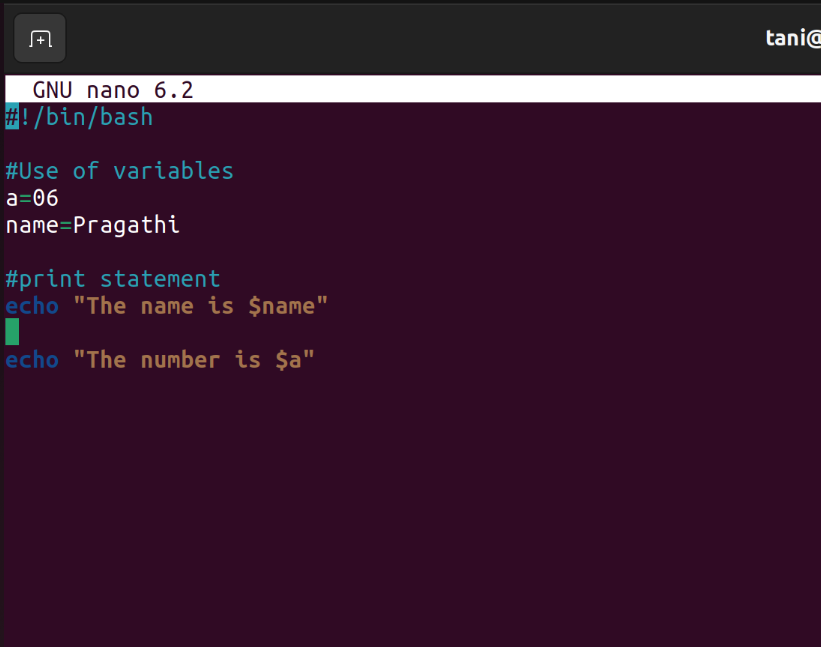 tani@
GNU nano 6.2
#!/bin/bash
#Use of variables
a=06
name=Pragathi
#print statement
echo "The name is $name"
echo "The number is $a"